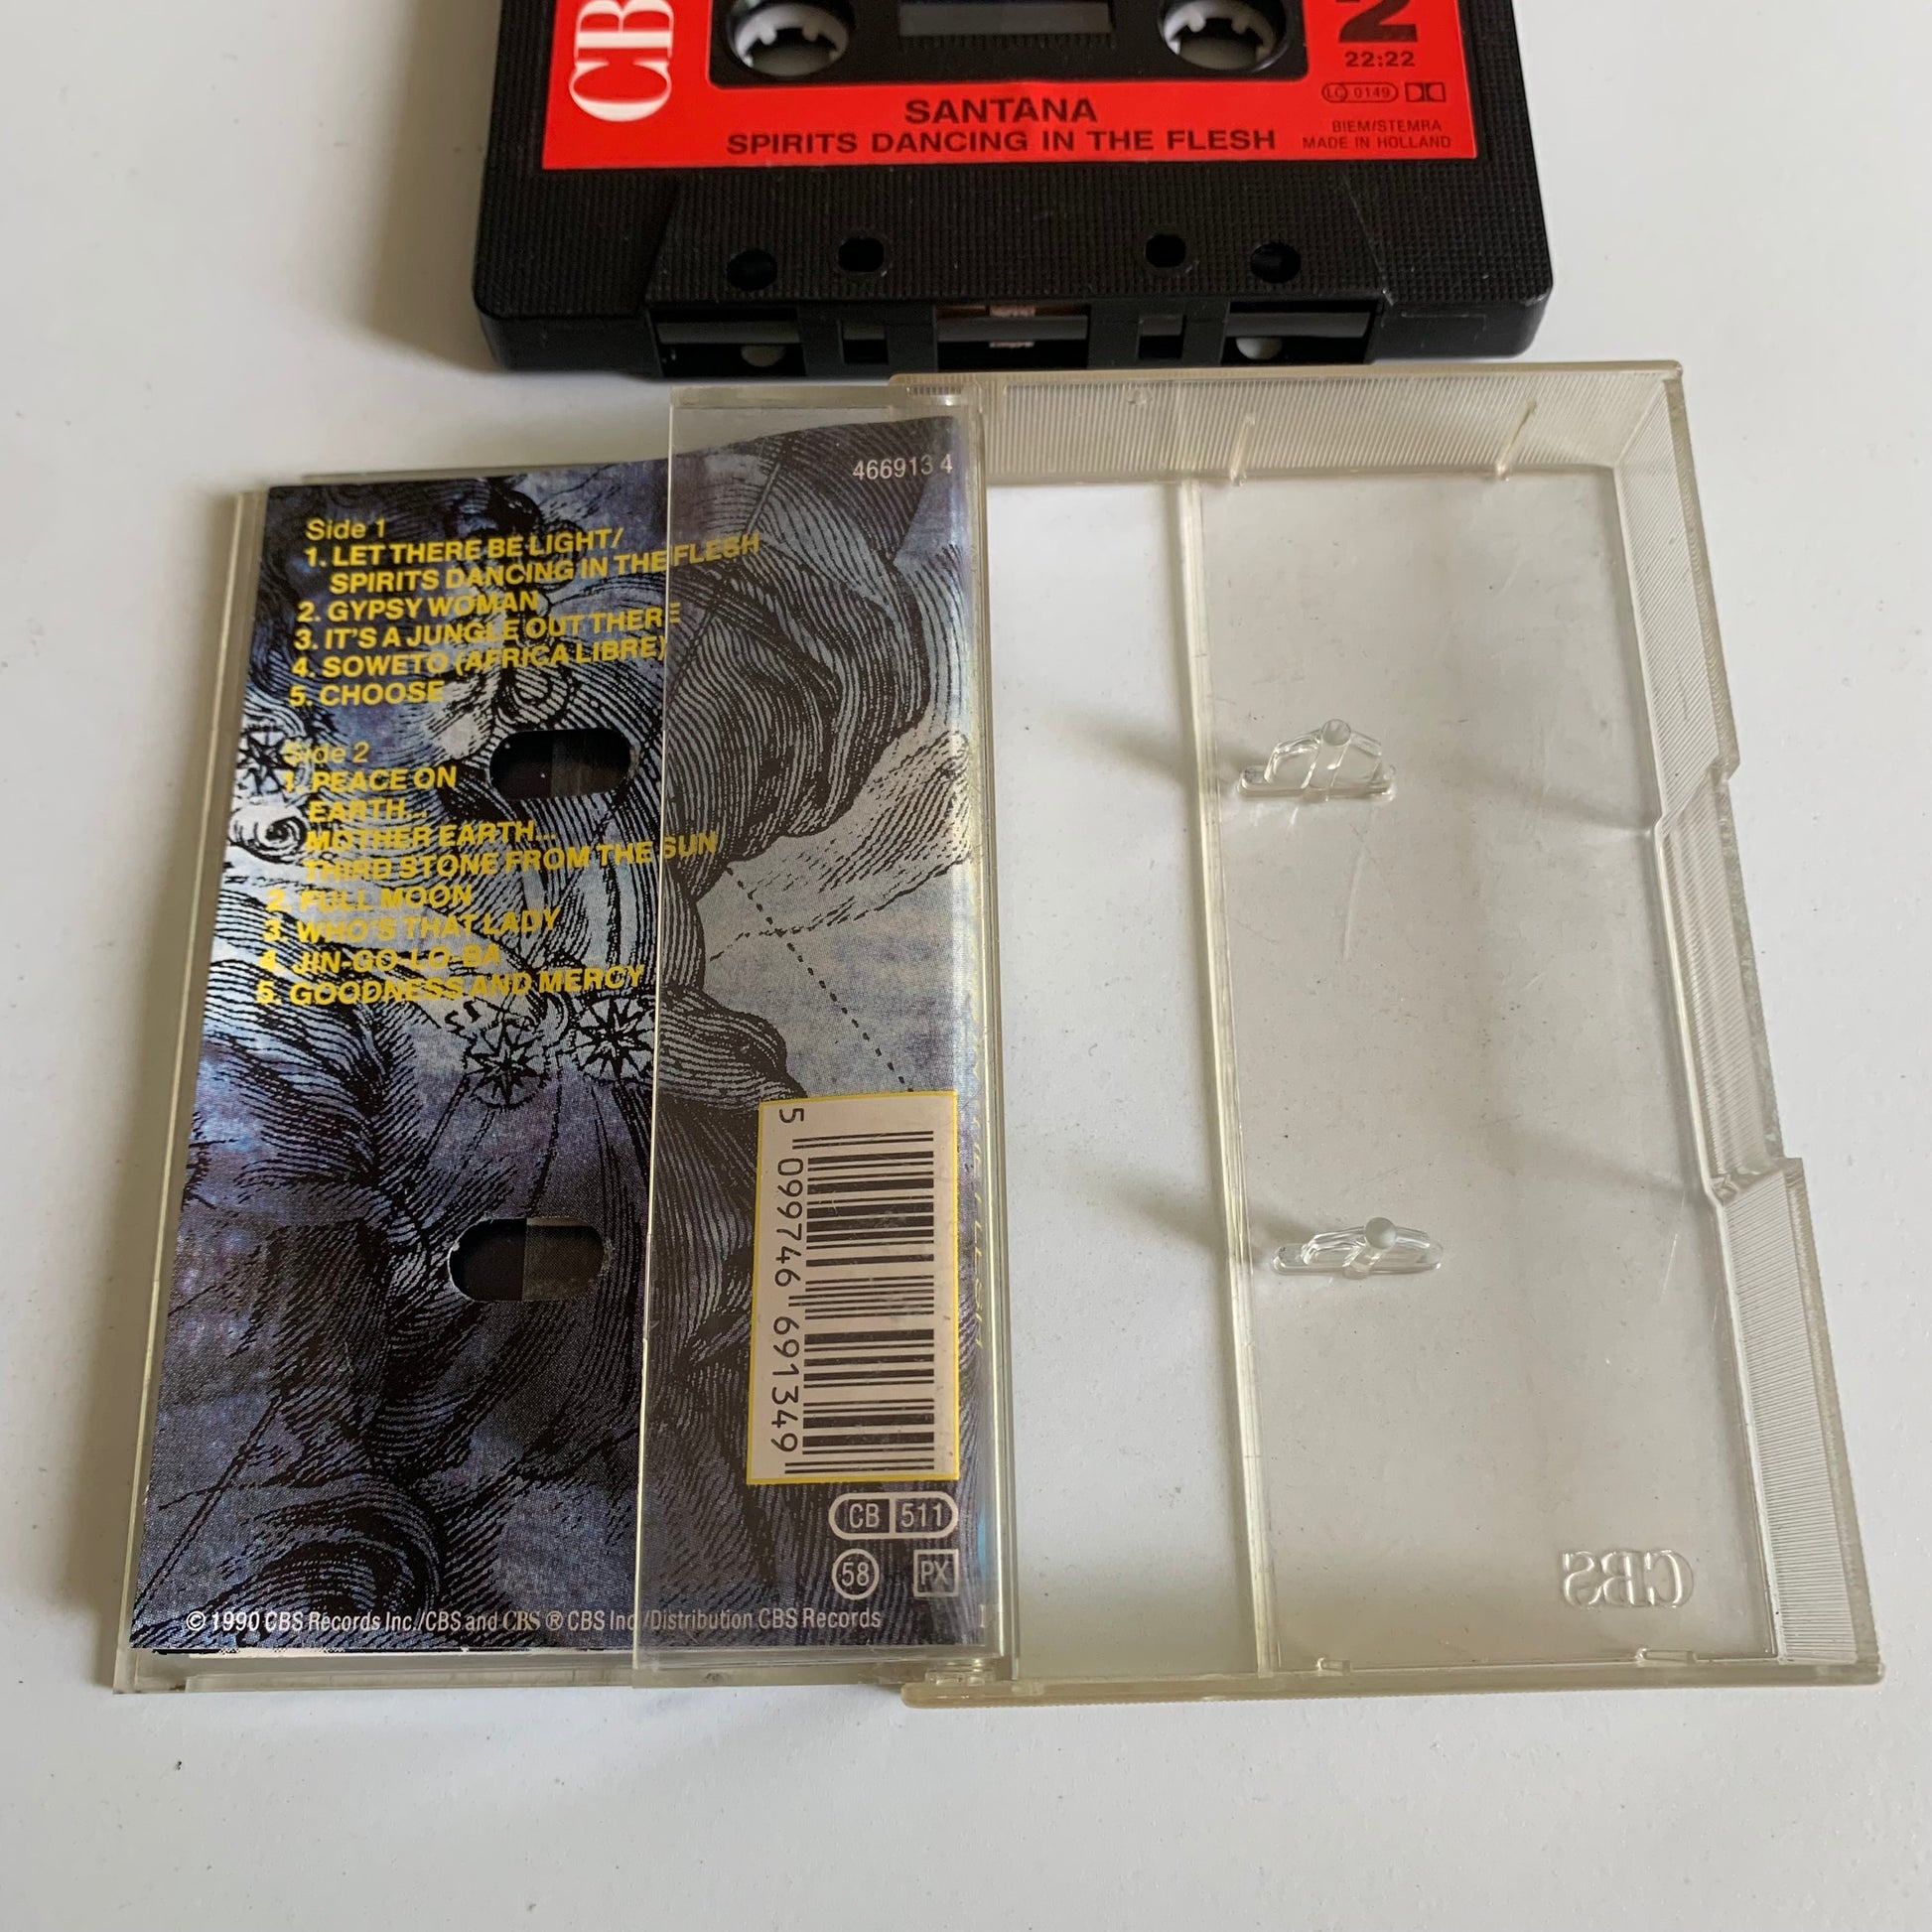 CB
2
22:22
LC 0149
SANTANA
SPIRITS DANCING IN THE FLESH
BIEM/STEMRA
MADE IN HOLLAND
466913 4
Side 1
1. LET THERE BE LIGHT/
SPIRITS DANCING IN THE FLESH
2. GYPSY WOMAN
3. IT'S A JUNGLE OUT THERE
4. SOWETO (AFRICA LIBRE)
5. CHOOSE
Side 2
1. PEACE ON
EARTH...
MOTHER EARTH...
THIRD STONE FROM THE SUN
2. FULL MOON
3. WHO'S THAT LADY
4. JIN-GO-LO-BA
5. GOODNESS AND MERCY
5 099746 691349
CB 511
58 PX
© 1990 CBS Records Inc./CBS and CBS ® CBS Inc./Distribution CBS Records
CBS